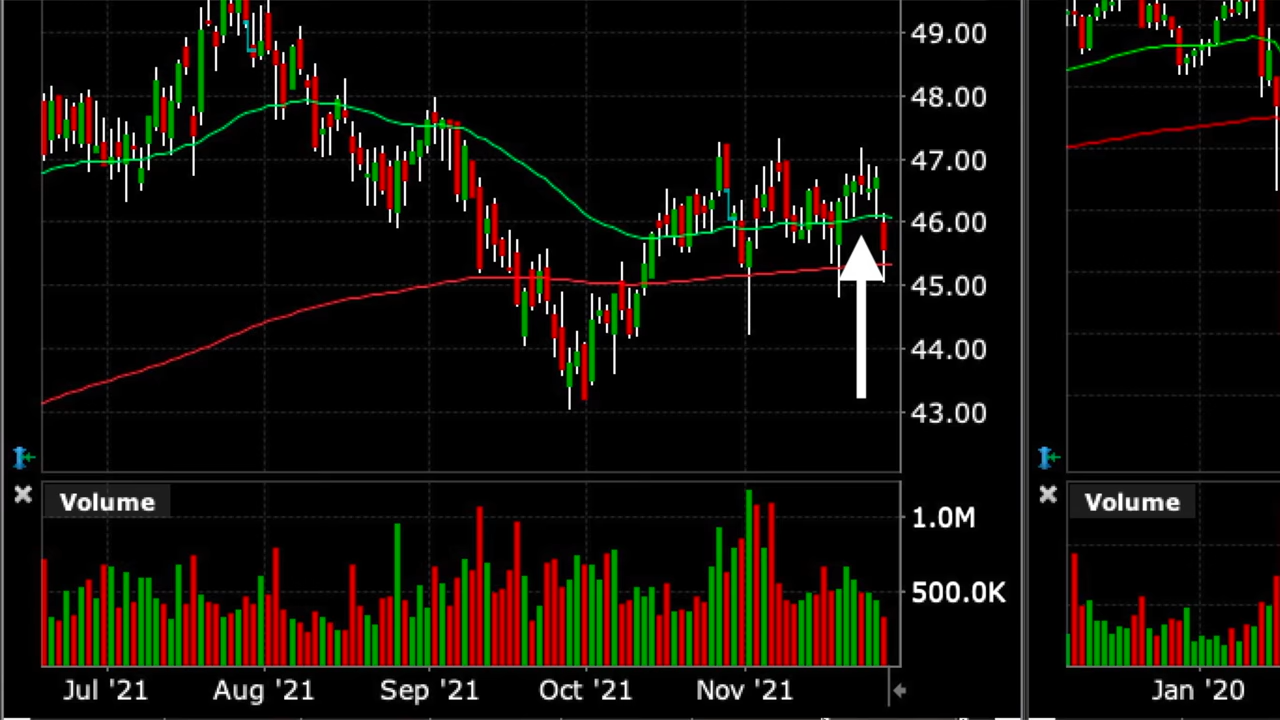 49.00
48.00
47.00
46.00
45.00
44.00
43.00
Volume
1.0M
500.0K
Jul '21 Aug '21 Sep '21 Oct '21 Nov '21
Volume
Jan '20